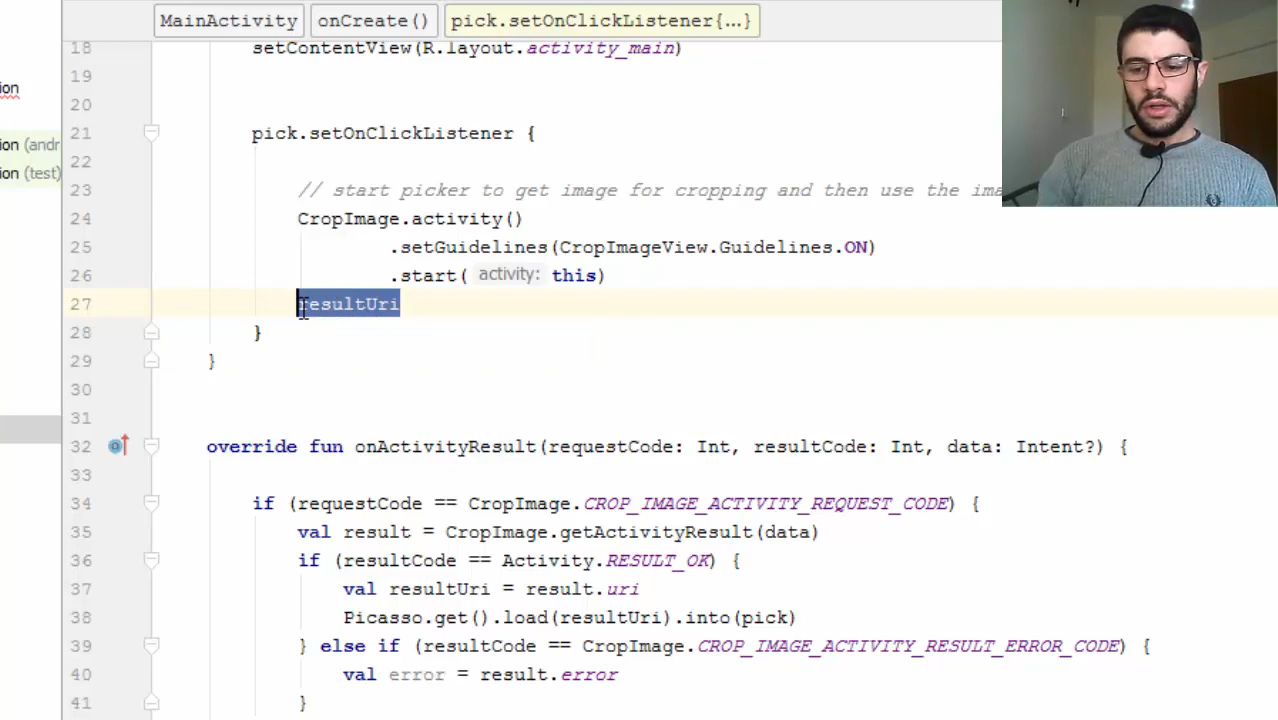 MainActivity onCreate() pick.setOnClickListener{...}
18 setContentView(R.layout.activity_main)
19
ion
20
21 pick.setOnClickListener {
ion (andr
22
ion (test)
23 // start picker to get image for cropping and then use the ima
24 CropImage.activity()
25 .setGuidelines(CropImageView.Guidelines.ON)
26 .start( activity: this)
27 resultUri
28 }
29 }
30
31
32 override fun onActivityResult(requestCode: Int, resultCode: Int, data: Intent?) {
33
34 if (requestCode == CropImage.CROP_IMAGE_ACTIVITY_REQUEST_CODE) {
35 val result = CropImage.getActivityResult(data)
36 if (resultCode == Activity.RESULT_OK) {
37 val resultUri = result.uri
38 Picasso.get().load(resultUri).into(pick)
39 } else if (resultCode == CropImage.CROP_IMAGE_ACTIVITY_RESULT_ERROR_CODE) {
40 val error = result.error
41 }